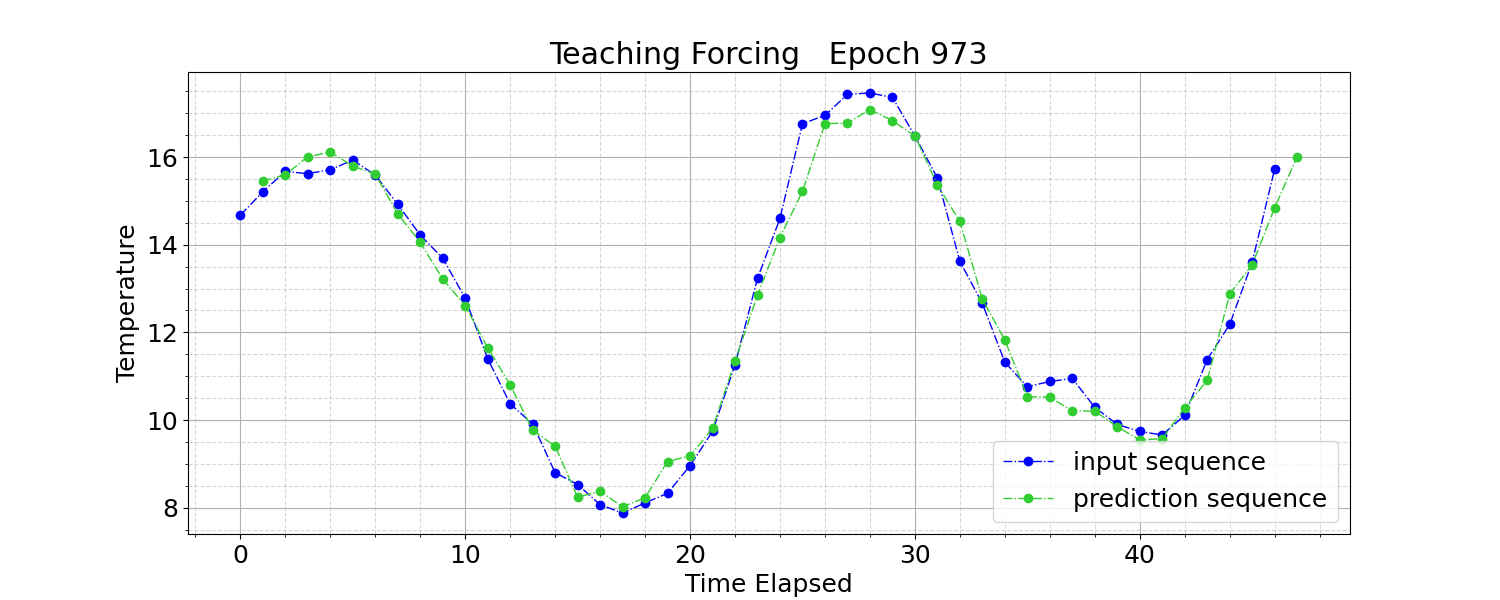 Teaching Forcing   Epoch 973
Temperature
16
14
12
10
8
0 10 20 30 40
Time Elapsed
input sequence
prediction sequence